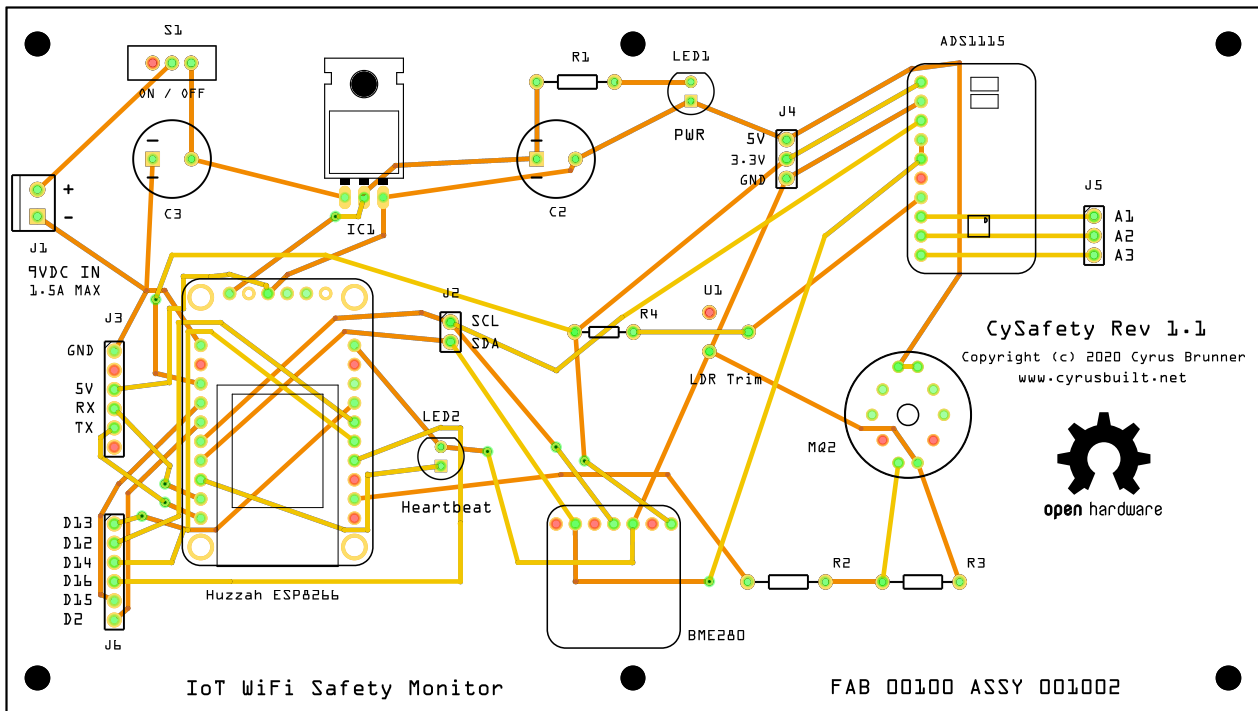 S1
ON / OFF
C3
+
-
J1
9VDC IN
1.5A MAX
IC1
R1
LED1
PWR
C2
J4
5V
3.3V
GND
ADS1115
J5
A1
A2
A3
J3
GND
5V
RX
TX
J2
SCL
SDA
R4
U1
LDR Trim
CySafety Rev 1.1
Copyright (c) 2020 Cyrus Brunner
www.cyrusbuilt.net
LED2
Heartbeat
MQ2
open hardware
D13
D12
D14
D16
D15
D2
J6
Huzzah ESP8266
R2
R3
BME280
IoT WiFi Safety Monitor
FAB 00100 ASSY 001002